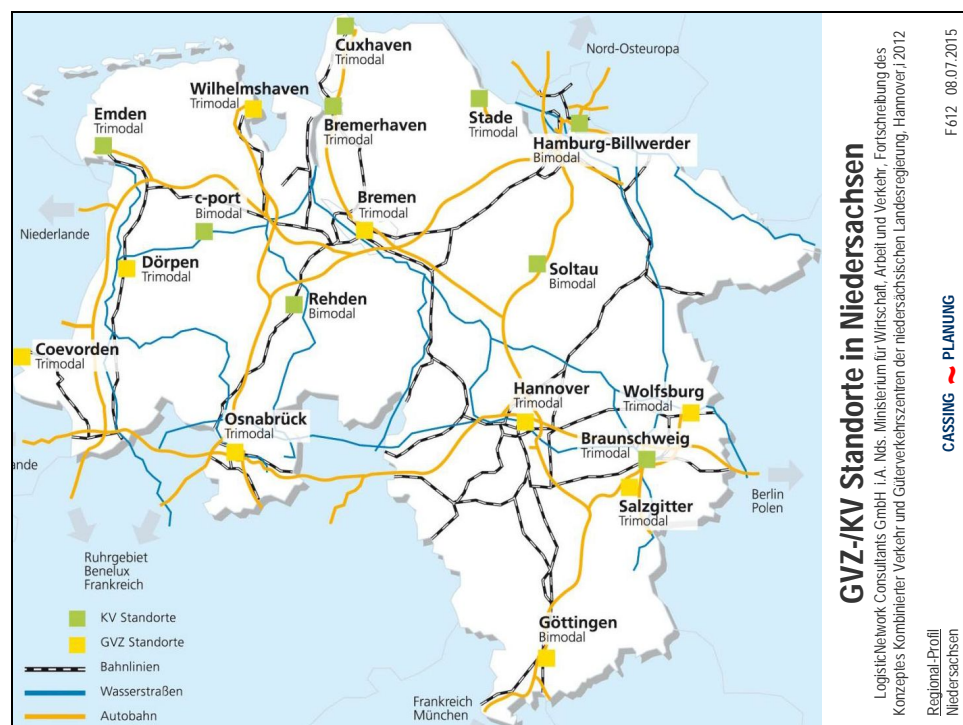 Cuxhaven
Trimodal
Nord-Osteuropa
Wilhelmshaven
Trimodal
Emden
Trimodal
Bremerhaven
Trimodal
Stade
Trimodal
Hamburg-Billwerder
Bimodal
c-port
Bimodal
Bremen
Trimodal
Niederlande
Dörpen
Trimodal
Soltau
Bimodal
Rehden
Bimodal
Coevorden
Trimodal
Hannover
Trimodal
Wolfsburg
Trimodal
Osnabrück
Trimodal
Braunschweig
Trimodal
ande
Salzgitter
Trimodal
Berlin
Polen
Ruhrgebiet
Benelux
Frankreich
Göttingen
Bimodal
Frankreich
München
KV Standorte
GVZ Standorte
Bahnlinien
Wasserstraßen
Autobahn
GVZ-/KV Standorte in Niedersachsen
LogisticNetwork Consultants GmbH i.A. Nds. Ministerium für Wirtschaft, Arbeit und Verkehr, Fortschreibung des
Konzeptes Kombinierter Verkehr und Güterverkehrszentren der niedersächsischen Landesregierung, Hannover,i 2012
Regional-Profil
Niedersachsen
CASSING ~ PLANUNG
F 612 08.07.2015